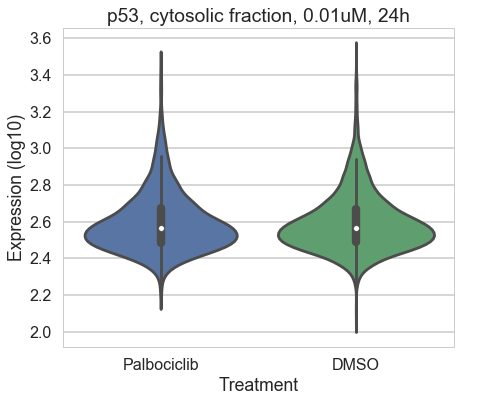 p53, cytosolic fraction, 0.01uM, 24h
Expression (log10)
3.6
3.4
3.2
3.0
2.8
2.6
2.4
2.2
2.0
Palbociclib
DMSO
Treatment